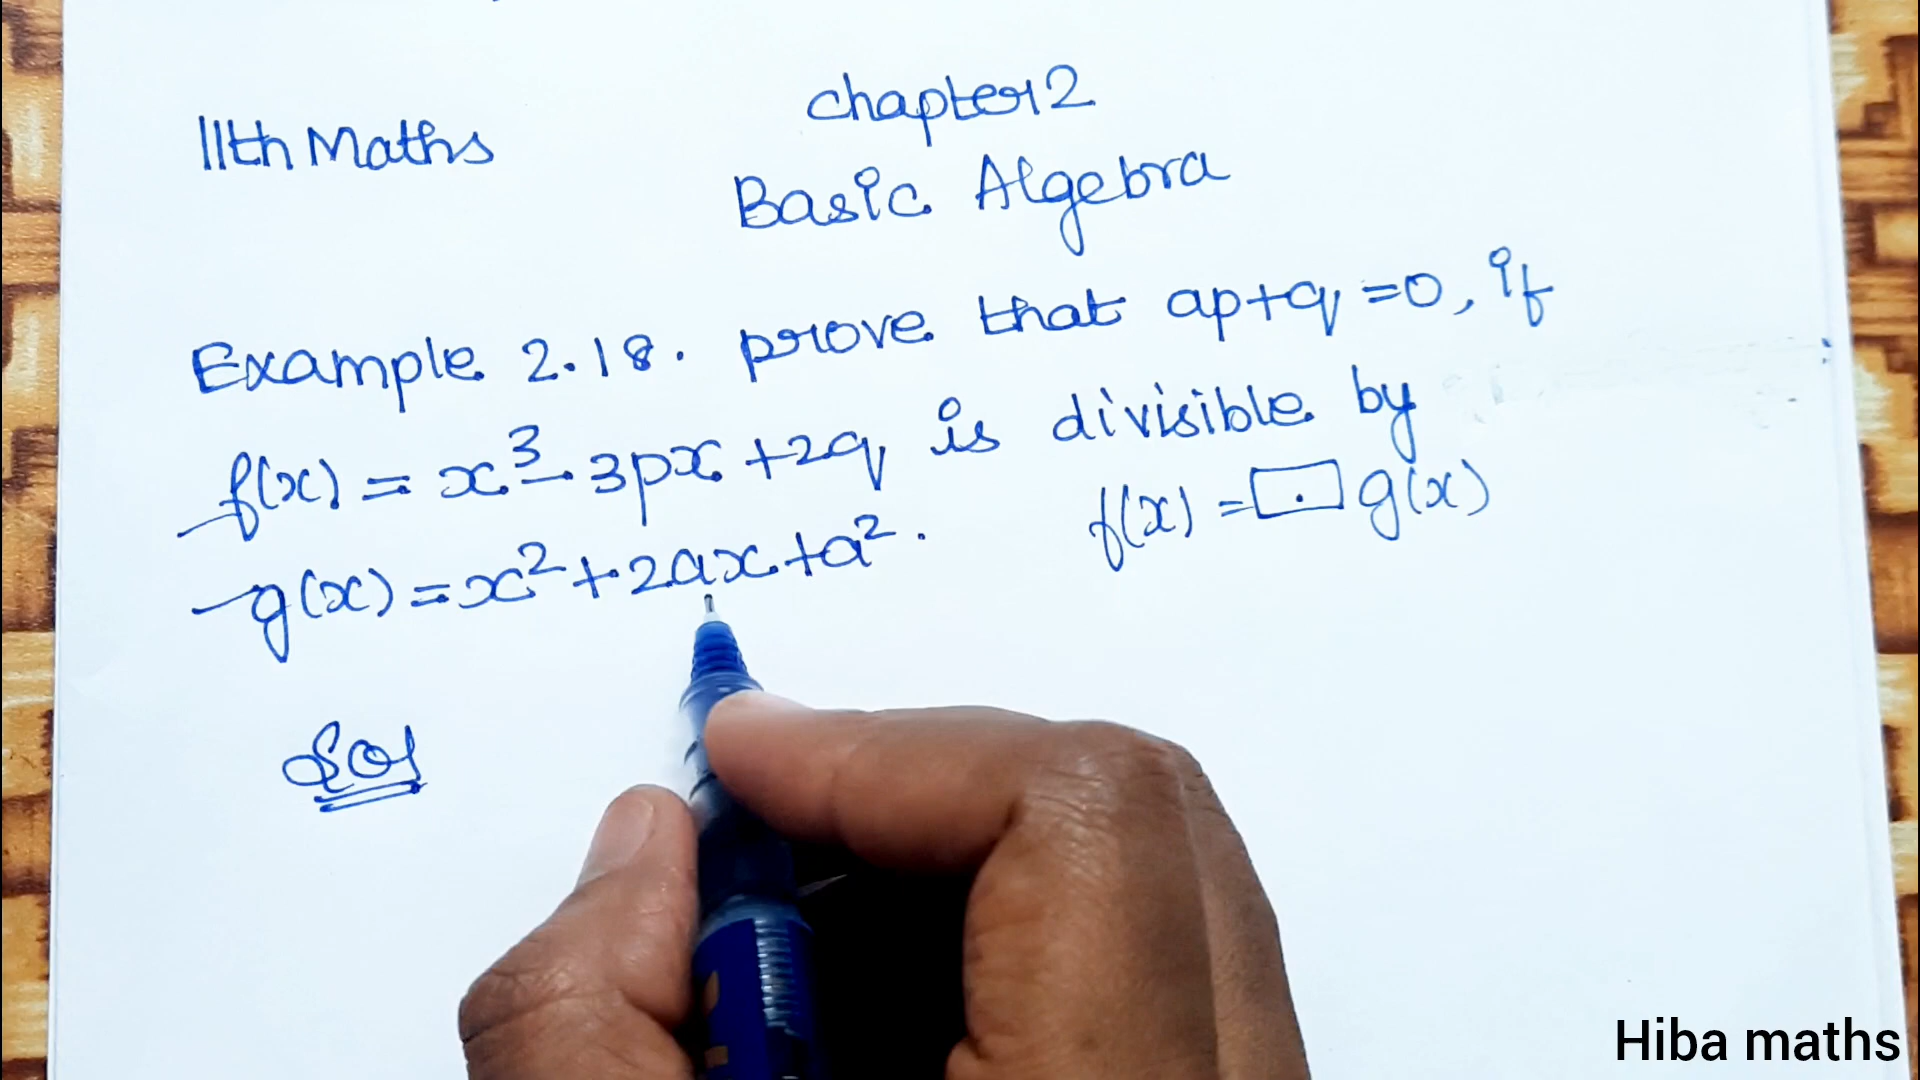 11th Maths
chapter 2
Basic Algebra
Example 2.18. prove that ap+q=0, if
f(x) = x³-3px+2q is divisible by
g(x) = x²+2ax+a².
f(x) = . g(x)
Sol
Hiba maths